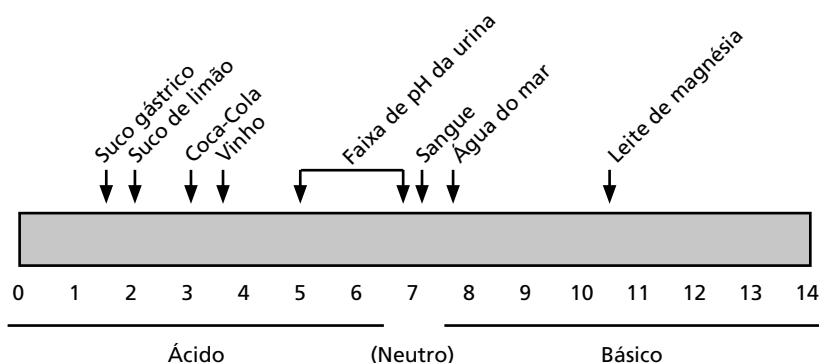 Suco gástrico
Suco de limão
Coca-Cola
Vinho
Faixa de pH da urina
Sangue
Água do mar
Leite de magnésia
0 1 2 3 4 5 6 7 8 9 10 11 12 13 14
Ácido (Neutro) Básico